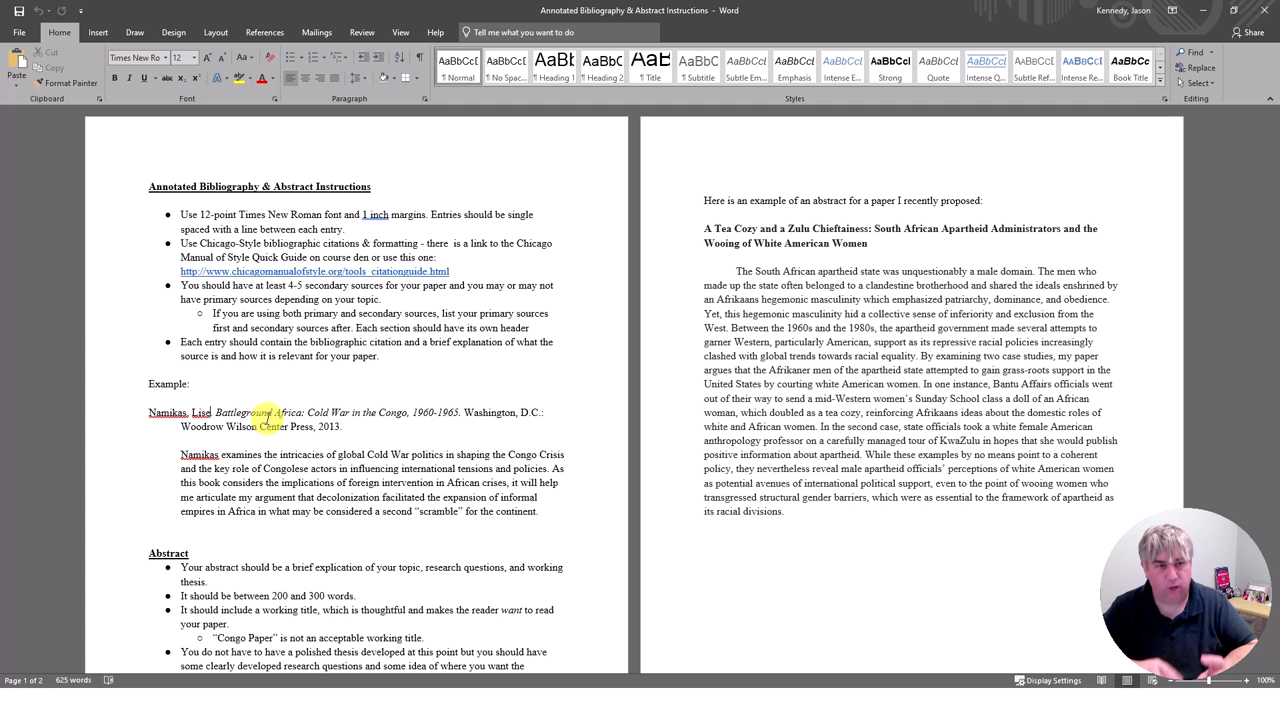 Annotated Bibliography & Abstract Instructions - Word
Kennedy, Jason
File Home Insert Draw Design Layout References Mailings Review View Help Tell me what you want to do
Share
Cut
Copy
Format Painter
Paste
Clipboard
Times New Ro 12
Font
Paragraph
¶ Normal ¶ No Spac... ¶ Heading 1 ¶ Heading 2 ¶ Title ¶ Subtitle Subtle Em... Emphasis Intense E... Strong Quote Intense Q... Subtle Ref... Intense Re... Book Title
Styles
Find
Replace
Select
Editing
Annotated Bibliography & Abstract Instructions
● Use 12-point Times New Roman font and 1 inch margins. Entries should be single
spaced with a line between each entry.
● Use Chicago-Style bibliographic citations & formatting - there is a link to the Chicago
Manual of Style Quick Guide on course den or use this one:
http://www.chicagomanualofstyle.org/tools_citationguide.html
● You should have at least 4-5 secondary sources for your paper and you may or may not
have primary sources depending on your topic.
○ If you are using both primary and secondary sources, list your primary sources
first and secondary sources after. Each section should have its own header
● Each entry should contain the bibliographic citation and a brief explanation of what the
source is and how it is relevant for your paper.
Example:
Namikas, Lise. Battleground Africa: Cold War in the Congo, 1960-1965. Washington, D.C.:
Woodrow Wilson Center Press, 2013.
Namikas examines the intricacies of global Cold War politics in shaping the Congo Crisis
and the key role of Congolese actors in influencing international tensions and policies. As
this book considers the implications of foreign intervention in African crises, it will help
me articulate my argument that decolonization facilitated the expansion of informal
empires in Africa in what may be considered a second “scramble” for the continent.
Abstract
● Your abstract should be a brief explication of your topic, research questions, and working
thesis.
● It should be between 200 and 300 words.
● It should include a working title, which is thoughtful and makes the reader want to read
your paper.
○ “Congo Paper” is not an acceptable working title.
● You do not have to have a polished thesis developed at this point but you should have
some clearly developed research questions and some idea of where you want the
Here is an example of an abstract for a paper I recently proposed:
A Tea Cozy and a Zulu Chieftainess: South African Apartheid Administrators and the
Wooing of White American Women
The South African apartheid state was unquestionably a male domain. The men who
made up the state often belonged to a clandestine brotherhood and shared the ideals enshrined by
an Afrikaans hegemonic masculinity which emphasized patriarchy, dominance, and obedience.
Yet, this hegemonic masculinity hid a collective sense of inferiority and exclusion from the
West. Between the 1960s and the 1980s, the apartheid government made several attempts to
garner Western, particularly American, support as its repressive racial policies increasingly
clashed with global trends towards racial equality. By examining two case studies, my paper
argues that the Afrikaner men of the apartheid state attempted to gain grass-roots support in the
United States by courting white American women. In one instance, Bantu Affairs officials went
out of their way to send a mid-Western women’s Sunday School class a doll of an African
woman, which doubled as a tea cozy, reinforcing Afrikaans ideas about the domestic roles of
white and African women. In the second case, state officials took a white female American
anthropology professor on a carefully managed tour of KwaZulu in hopes that she would publish
positive information about apartheid. While these examples by no means point to a coherent
policy, they nevertheless reveal male apartheid officials’ perceptions of white American women
as potential avenues of international political support, even to the point of wooing women who
transgressed structural gender barriers, which were as essential to the framework of apartheid as
its racial divisions.
Page 1 of 2 625 words
Display Settings
100%